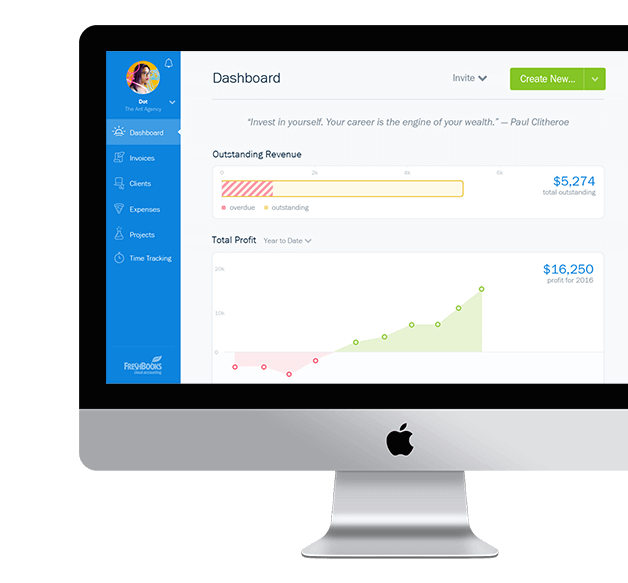 Dashboard
Invite
Create New...
Dot
The Ant Agency
“Invest in yourself. Your career is the engine of your wealth.” — Paul Clitheroe
Dashboard
Invoices
Clients
Expenses
Projects
Time Tracking
Outstanding Revenue
0 2k 4k 6k
$5,274
total outstanding
overdue outstanding
Total Profit Year to Date
20k
$16,250
profit for 2016
10k
0
FRESHBOOKS
cloud accounting